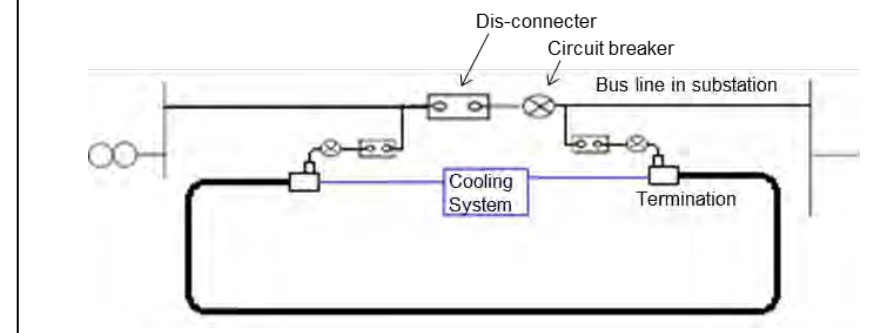 Dis-connecter
Circuit breaker
Bus line in substation
Cooling
System
Termination